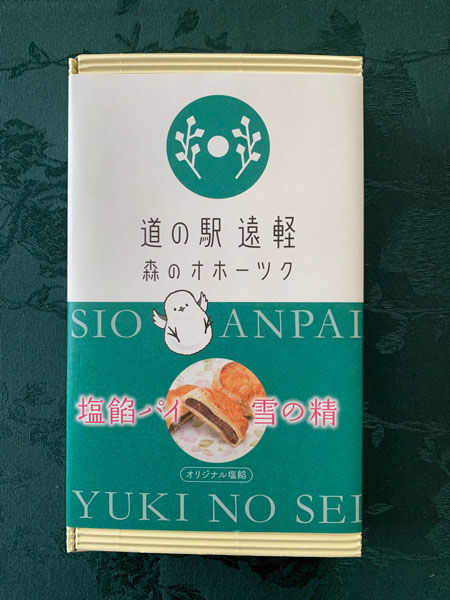 道の駅 遠軽
森のオホーツク
SIO ANPAI
塩餡パイ 雪の精
オリジナル塩餡
YUKI NO SEI